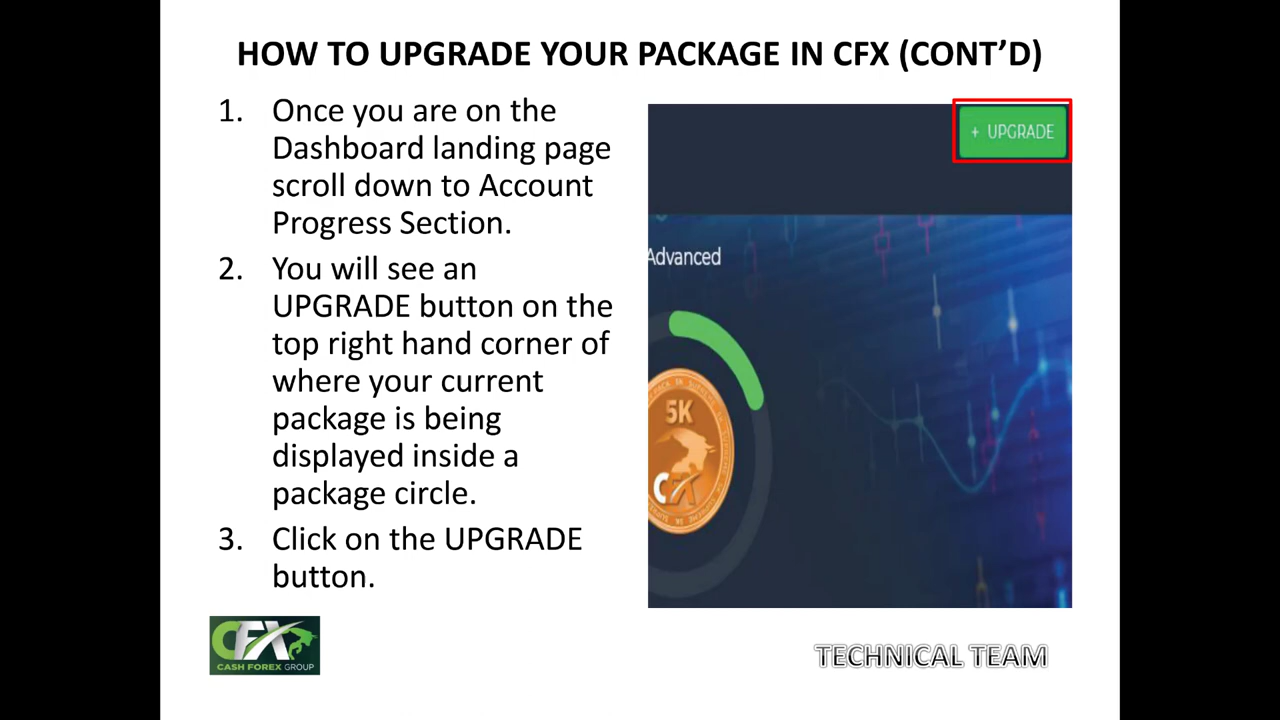 HOW TO UPGRADE YOUR PACKAGE IN CFX (CONT’D)
1. Once you are on the
Dashboard landing page
scroll down to Account
Progress Section.
2. You will see an
UPGRADE button on the
top right hand corner of
where your current
package is being
displayed inside a
package circle.
3. Click on the UPGRADE
button.
+ UPGRADE
Advanced
5K
CFX
CFX
CASH FOREX GROUP
TECHNICAL TEAM